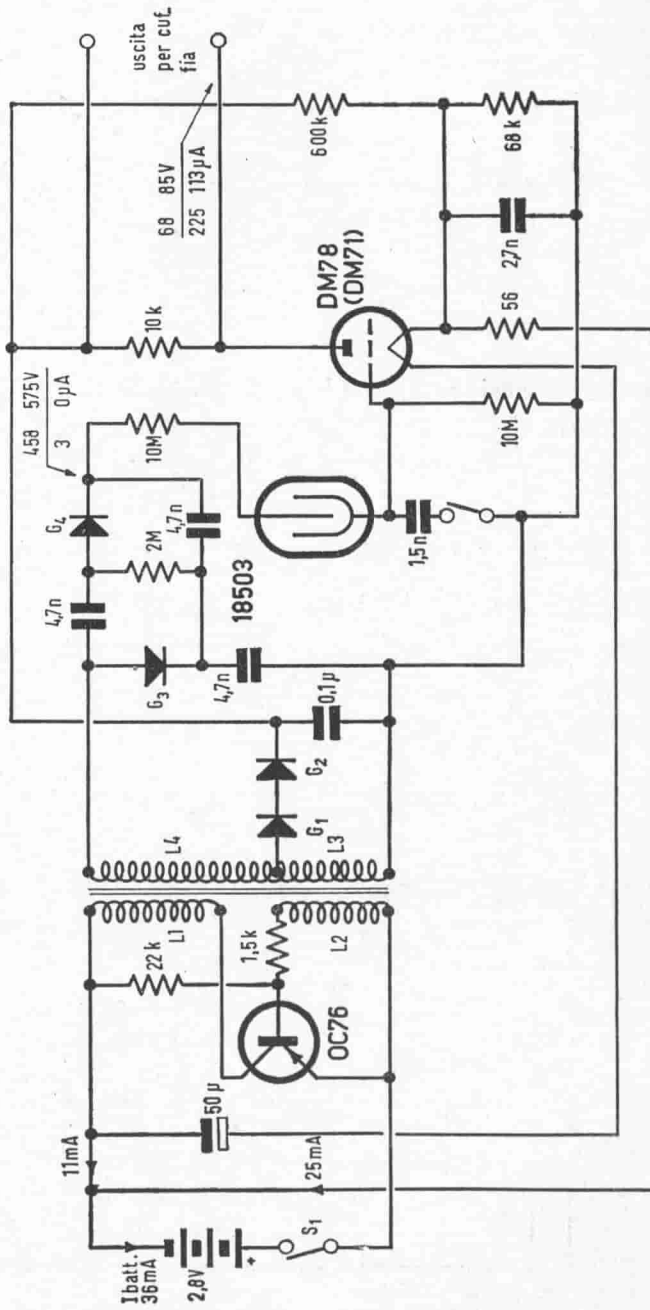 Ibatt.
36mA
2,8V
+
S1
11mA
25mA
50µ
OC76
22k
1,5k
L1
L2
L4
L3
G1
G2
0,1µ
G3
4,7n
4,7n
2M
4,7n
G4
18503
458 575V
3 0µA
10M
1,5n
10k
DM78
(DM71)
10M
56
2,7n
68 85V
225 113µA
600k
68k
uscita
per cuf.
fia